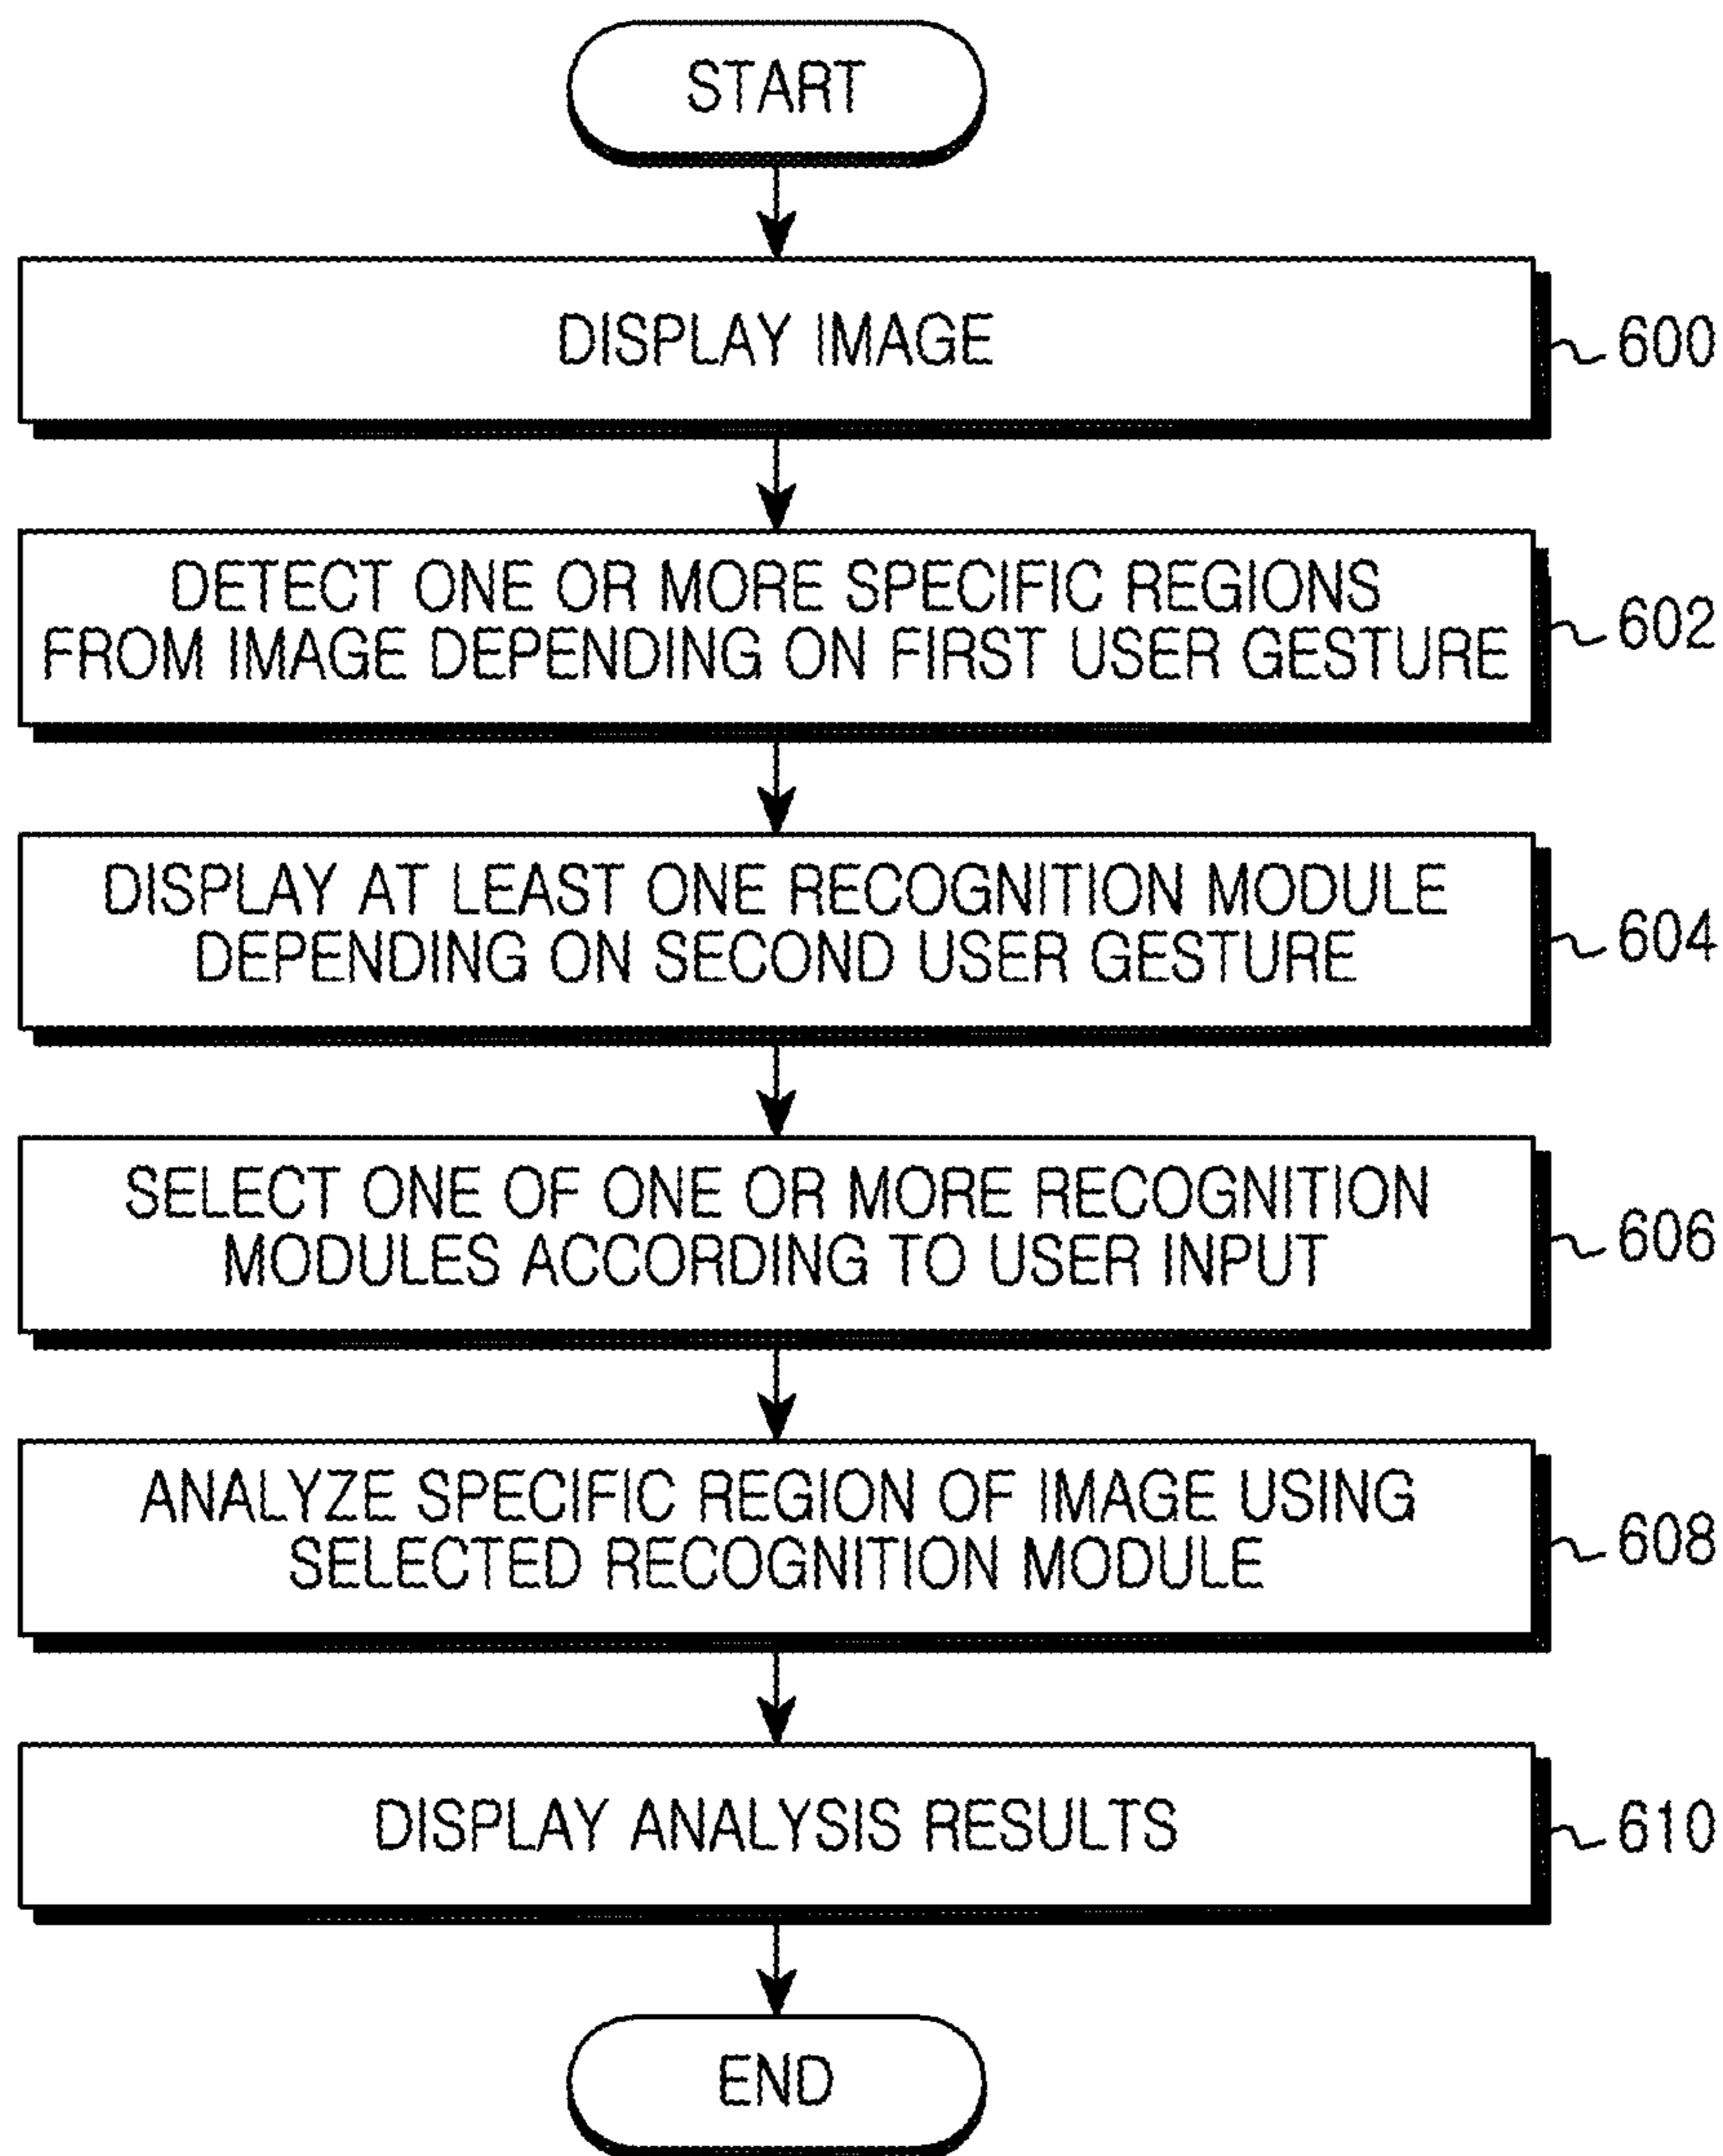 START
DISPLAY IMAGE
600
DETECT ONE OR MORE SPECIFIC REGIONS
FROM IMAGE DEPENDING ON FIRST USER GESTURE
602
DISPLAY AT LEAST ONE RECOGNITION MODULE
DEPENDING ON SECOND USER GESTURE
604
SELECT ONE OF ONE OR MORE RECOGNITION
MODULES ACCORDING TO USER INPUT
606
ANALYZE SPECIFIC REGION OF IMAGE USING
SELECTED RECOGNITION MODULE
608
DISPLAY ANALYSIS RESULTS
610
END